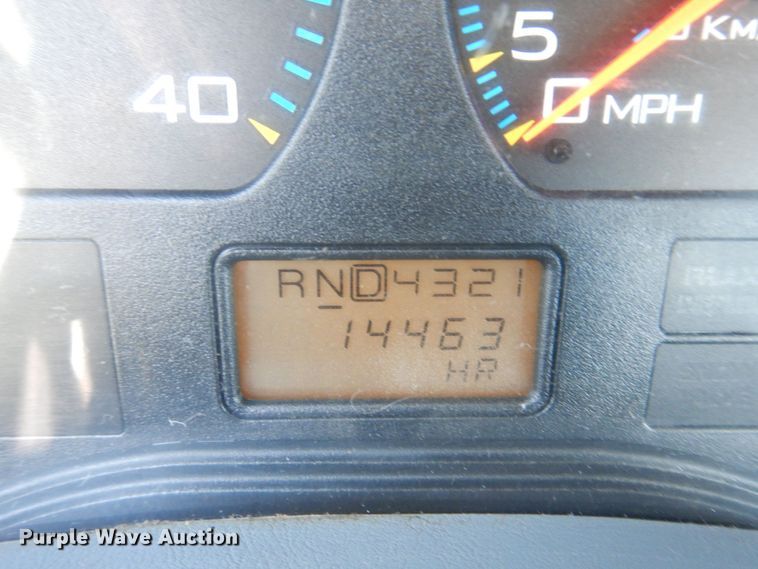 40
5
0 MPH
KM/
RND4321
14463
HR
Purple Wave Auction